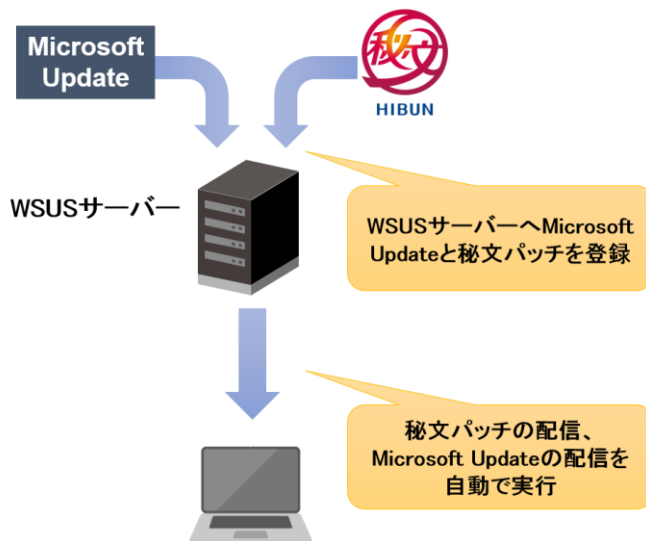 Microsoft
Update
秘文
HIBUN
WSUSサーバー
WSUSサーバーへMicrosoft
Updateと秘文パッチを登録
秘文パッチの配信、
Microsoft Updateの配信を
自動で実行